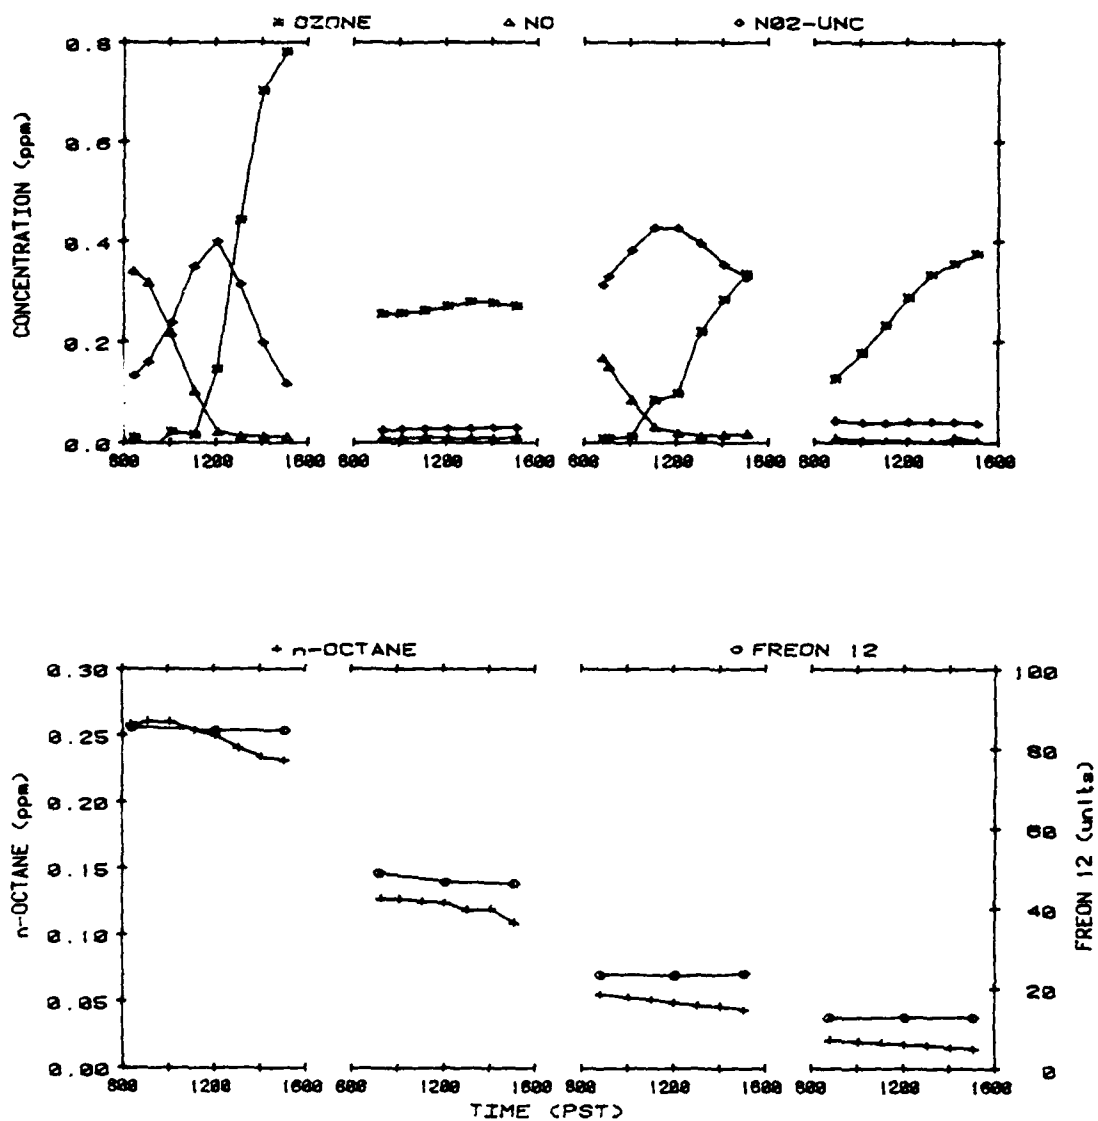 OZONE NO NO2-UNC
0.8
0.6
0.4
0.2
0.0
CONCENTRATION (ppm)
800 1200 1600 800 1200 1600 800 1200 1600 800 1200 1600
n-OCTANE FREON 12
0.30 100
0.25 80
0.20 60
0.15 40
0.10 20
0.05 0
0.00
n-OCTANE (ppm)
FREON 12 (units)
800 1200 1600 800 1200 1600 800 1200 1600 800 1200 1600
TIME (PST)